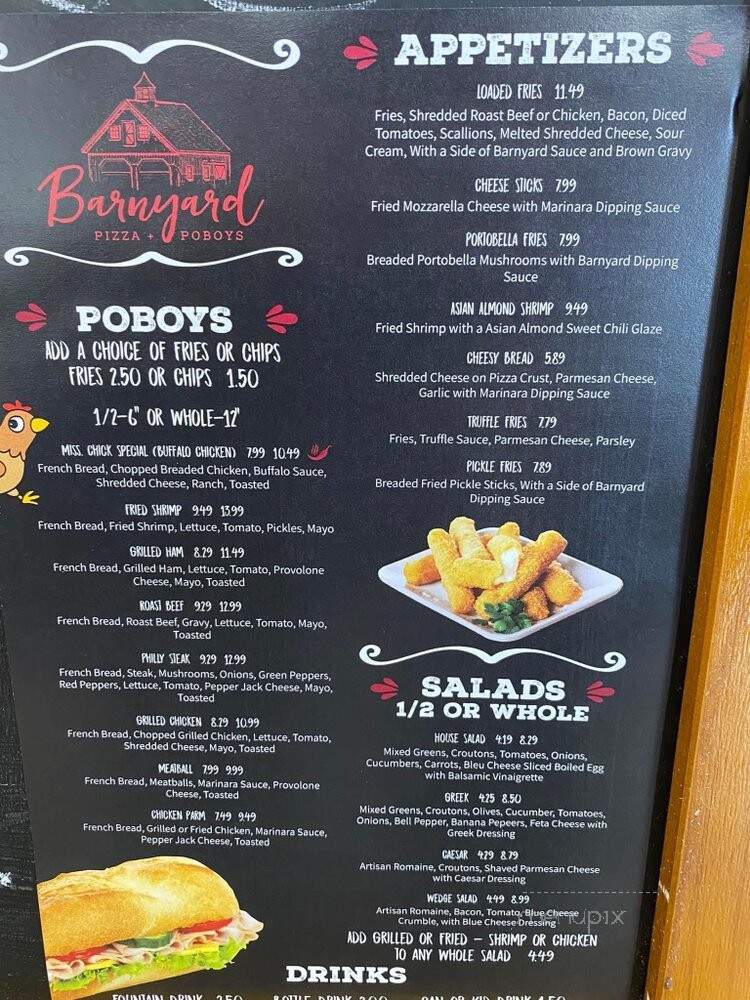 Barnyard
PIZZA + POBOYS
POBOYS
ADD A CHOICE OF FRIES OR CHIPS
FRIES 2.50 OR CHIPS 1.50
1/2-6" OR WHOLE-12"
MISS. CHICK SPECIAL (BUFFALO CHICKEN) 7.99 10.49
French Bread, Chopped Breaded Chicken, Buffalo Sauce,
Shredded Cheese, Ranch, Toasted
FRIED SHRIMP 9.49 13.99
French Bread, Fried Shrimp, Lettuce, Tomato, Pickles, Mayo
GRILLED HAM 8.29 11.49
French Bread, Grilled Ham, Lettuce, Tomato, Provolone
Cheese, Mayo, Toasted
ROAST BEEF 9.29 12.99
French Bread, Roast Beef, Gravy, Lettuce, Tomato, Mayo,
Toasted
PHILLY STEAK 9.29 12.99
French Bread, Steak, Mushrooms, Onions, Green Peppers,
Red Peppers, Lettuce, Tomato, Pepper Jack Cheese, Mayo,
Toasted
GRILLED CHICKEN 8.29 10.99
French Bread, Chopped Grilled Chicken, Lettuce, Tomato,
Shredded Cheese, Mayo, Toasted
MEATBALL 7.99 9.99
French Bread, Meatballs, Marinara Sauce, Provolone
Cheese, Toasted
CHICKEN PARM 7.49 9.49
French Bread, Grilled or Fried Chicken, Marinara Sauce,
Pepper Jack Cheese, Toasted
APPETIZERS
LOADED FRIES 11.49
Fries, Shredded Roast Beef or Chicken, Bacon, Diced
Tomatoes, Scallions, Melted Shredded Cheese, Sour
Cream, With a Side of Barnyard Sauce and Brown Gravy
CHEESE STICKS 7.99
Fried Mozzarella Cheese with Marinara Dipping Sauce
PORTOBELLA FRIES 7.99
Breaded Portobella Mushrooms with Barnyard Dipping
Sauce
ASIAN ALMOND SHRIMP 9.49
Fried Shrimp with a Asian Almond Sweet Chili Glaze
CHEESY BREAD 5.89
Shredded Cheese on Pizza Crust, Parmesan Cheese,
Garlic with Marinara Dipping Sauce
TRUFFLE FRIES 7.79
Fries, Truffle Sauce, Parmesan Cheese, Parsley
PICKLE FRIES 7.89
Breaded Fried Pickle Sticks, With a Side of Barnyard
Dipping Sauce
SALADS
1/2 OR WHOLE
HOUSE SALAD 4.19 8.29
Mixed Greens, Croutons, Tomatoes, Onions,
Cucumbers, Carrots, Bleu Cheese Sliced Boiled Egg
with Balsamic Vinaigrette
GREEK 4.25 8.50
Mixed Greens, Croutons, Olives, Cucumber, Tomatoes,
Onions, Bell Pepper, Banana Pepeers, Feta Cheese with
Greek Dressing
CAESAR 4.29 8.79
Artisan Romaine, Croutons, Shaved Parmesan Cheese
with Caesar Dressing
WEDGE SALAD 4.49 8.99
Artisan Romaine, Bacon, Tomato, Blue Cheese
Crumble, with Blue Cheese Dressing
menupix
ADD GRILLED OR FRIED - SHRIMP OR CHICKEN
TO ANY WHOLE SALAD 4.49
DRINKS
FOUNTAIN DRINK 2.50 BOTTLE DRINK 3.00 CAN OR KID DRINK 1.50